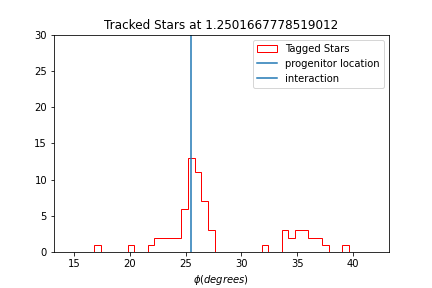 Tracked Stars at 1.2501667778519012
30
25
20
15
10
5
0
Tagged Stars
progenitor location
interaction
15 20 25 30 35 40
ϕ(degrees)